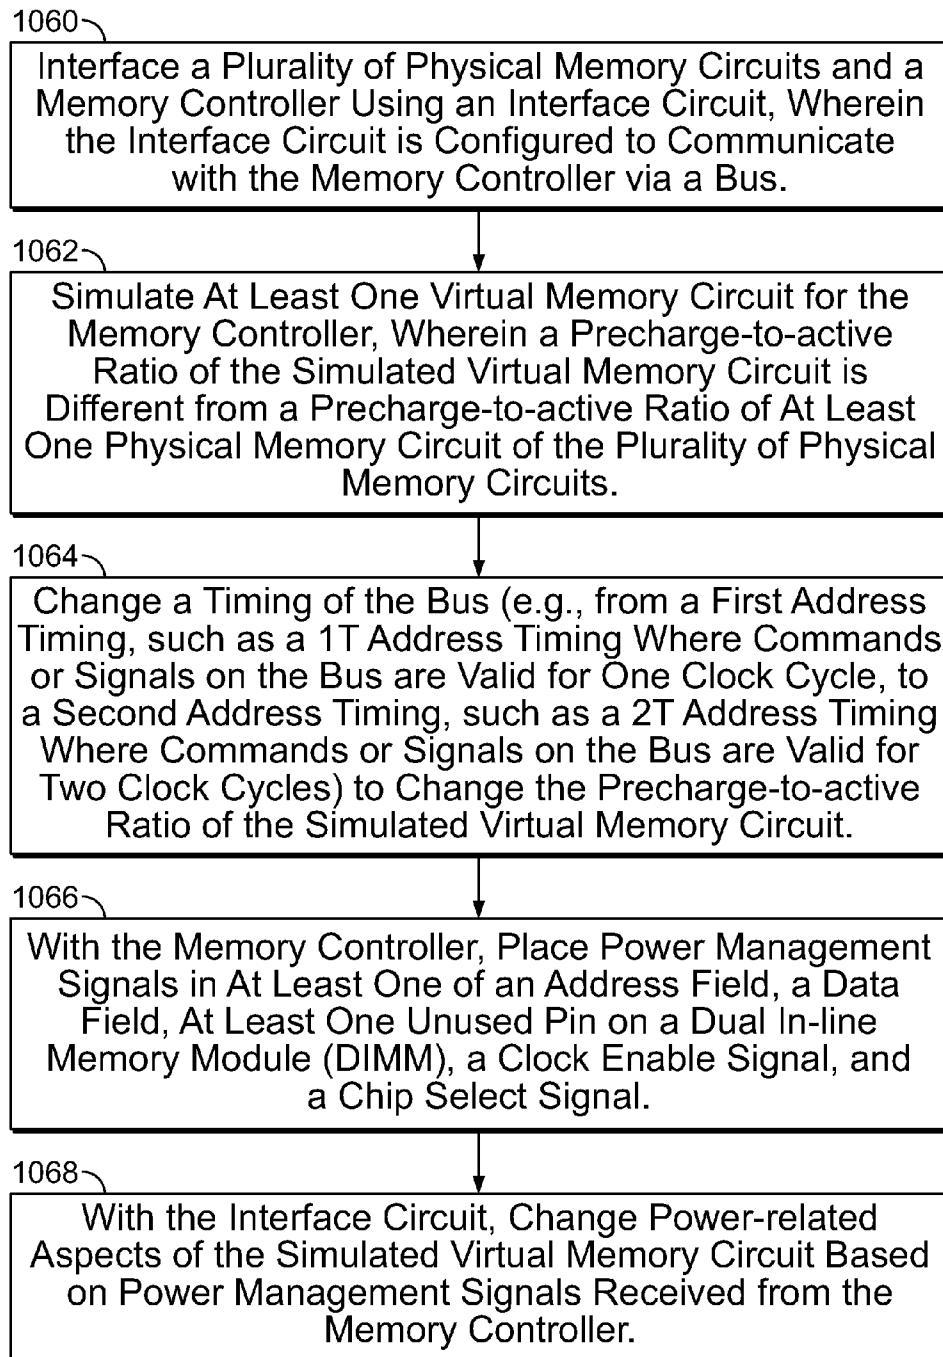 1060
Interface a Plurality of Physical Memory Circuits and a
Memory Controller Using an Interface Circuit, Wherein
the Interface Circuit is Configured to Communicate
with the Memory Controller via a Bus.
1062
Simulate At Least One Virtual Memory Circuit for the
Memory Controller, Wherein a Precharge-to-active
Ratio of the Simulated Virtual Memory Circuit is
Different from a Precharge-to-active Ratio of At Least
One Physical Memory Circuit of the Plurality of Physical
Memory Circuits.
1064
Change a Timing of the Bus (e.g., from a First Address
Timing, such as a 1T Address Timing Where Commands
or Signals on the Bus are Valid for One Clock Cycle, to
a Second Address Timing, such as a 2T Address Timing
Where Commands or Signals on the Bus are Valid for
Two Clock Cycles) to Change the Precharge-to-active
Ratio of the Simulated Virtual Memory Circuit.
1066
With the Memory Controller, Place Power Management
Signals in At Least One of an Address Field, a Data
Field, At Least One Unused Pin on a Dual In-line
Memory Module (DIMM), a Clock Enable Signal, and
a Chip Select Signal.
1068
With the Interface Circuit, Change Power-related
Aspects of the Simulated Virtual Memory Circuit Based
on Power Management Signals Received from the
Memory Controller.